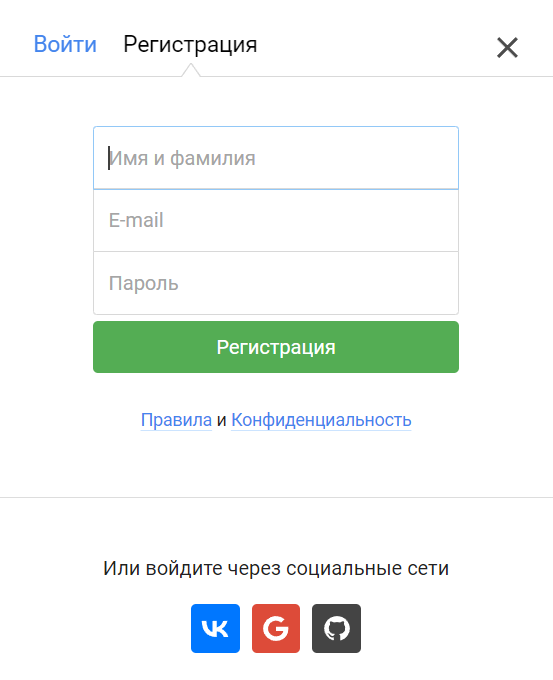 Войти Регистрация
Имя и фамилия
E-mail
Пароль
Регистрация
Правила и Конфиденциальность
Или войдите через социальные сети